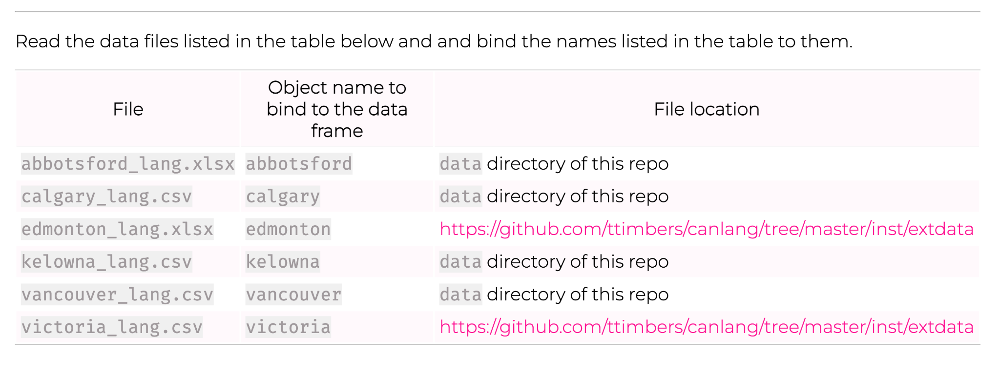 Read the data files listed in the table below and and bind the names listed in the table to them.
File
Object name to
bind to the data
frame
File location
abbotsford_lang.xlsx abbotsford data directory of this repo
calgary_lang.csv calgary data directory of this repo
edmonton_lang.xlsx edmonton https://github.com/ttimbers/canlang/tree/master/inst/extdata
kelowna_lang.csv kelowna data directory of this repo
vancouver_lang.csv vancouver data directory of this repo
victoria_lang.csv victoria https://github.com/ttimbers/canlang/tree/master/inst/extdata